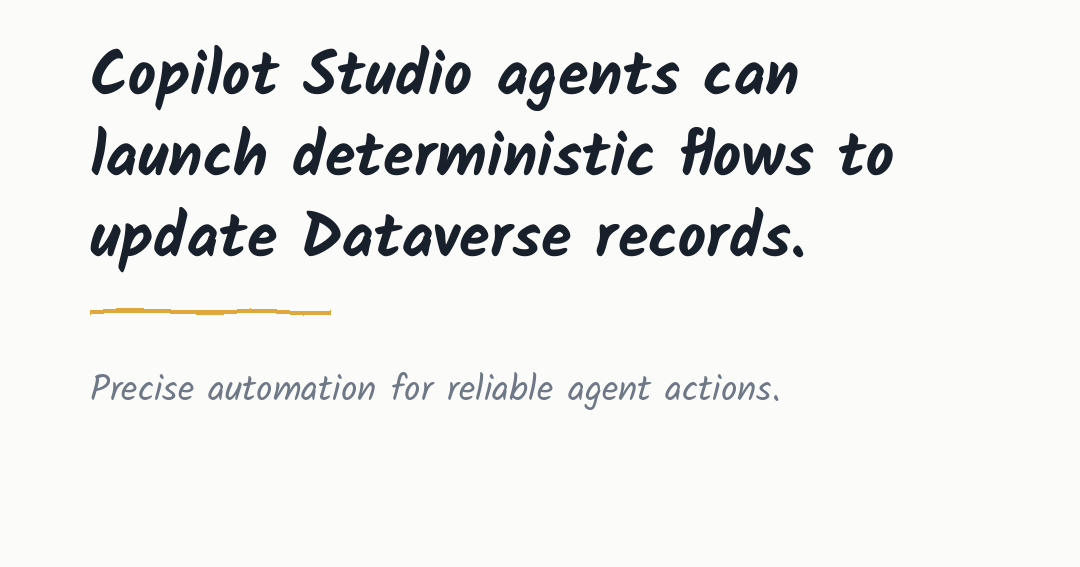 Copilot Studio agents can
launch deterministic flows to
update Dataverse records.
Precise automation for reliable agent actions.